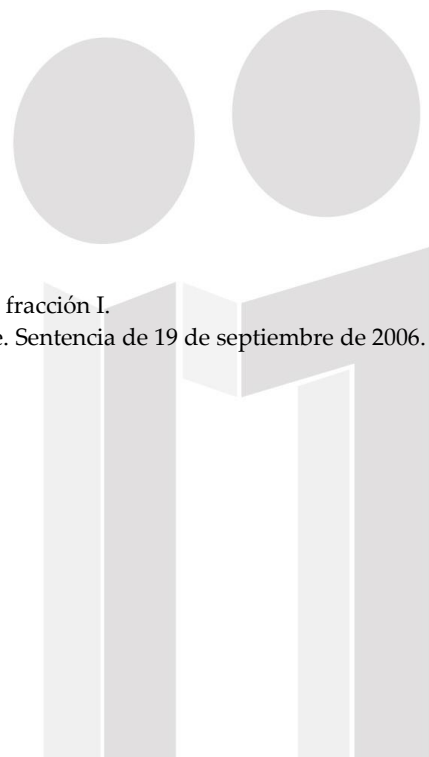 fracción I.
e. Sentencia de 19 de septiembre de 2006.